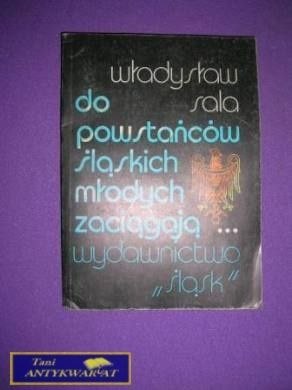 władysław
sala
do
powstańców
śląskich
młodych
zaciągają ...
wydawnictwo
„śląsk"
Tani
ANTYKWARIAT